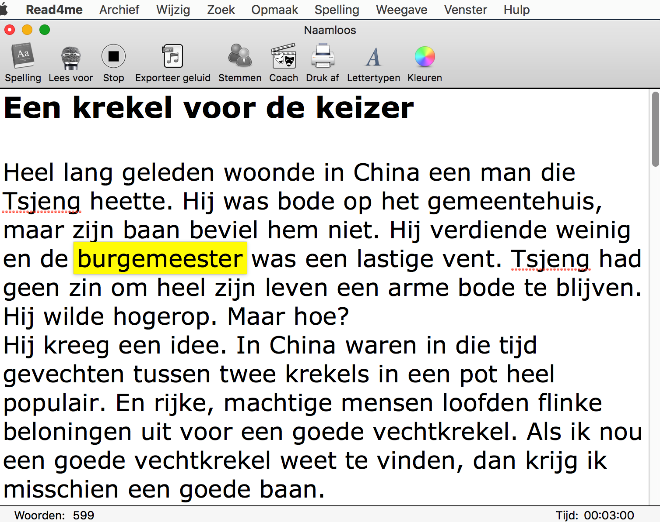 Read4me Archief Wijzig Zoek Opmaak Spelling Weegave Venster Hulp
Naamloos
Aa
Spelling Lees voor Stop Exporteer geluid Stemmen Coach Druk af Lettertypen Kleuren
Een krekel voor de keizer
Heel lang geleden woonde in China een man die
Tsjeng heette. Hij was bode op het gemeentehuis,
maar zijn baan beviel hem niet. Hij verdiende weinig
en de burgemeester was een lastige vent. Tsjeng had
geen zin om heel zijn leven een arme bode te blijven.
Hij wilde hogerop. Maar hoe?
Hij kreeg een idee. In China waren in die tijd
gevechten tussen twee krekels in een pot heel
populair. En rijke, machtige mensen loofden flinke
beloningen uit voor een goede vechtkrekel. Als ik nou
een goede vechtkrekel weet te vinden, dan krijg ik
misschien een goede baan.
Woorden: 599 Tijd: 00:03:00